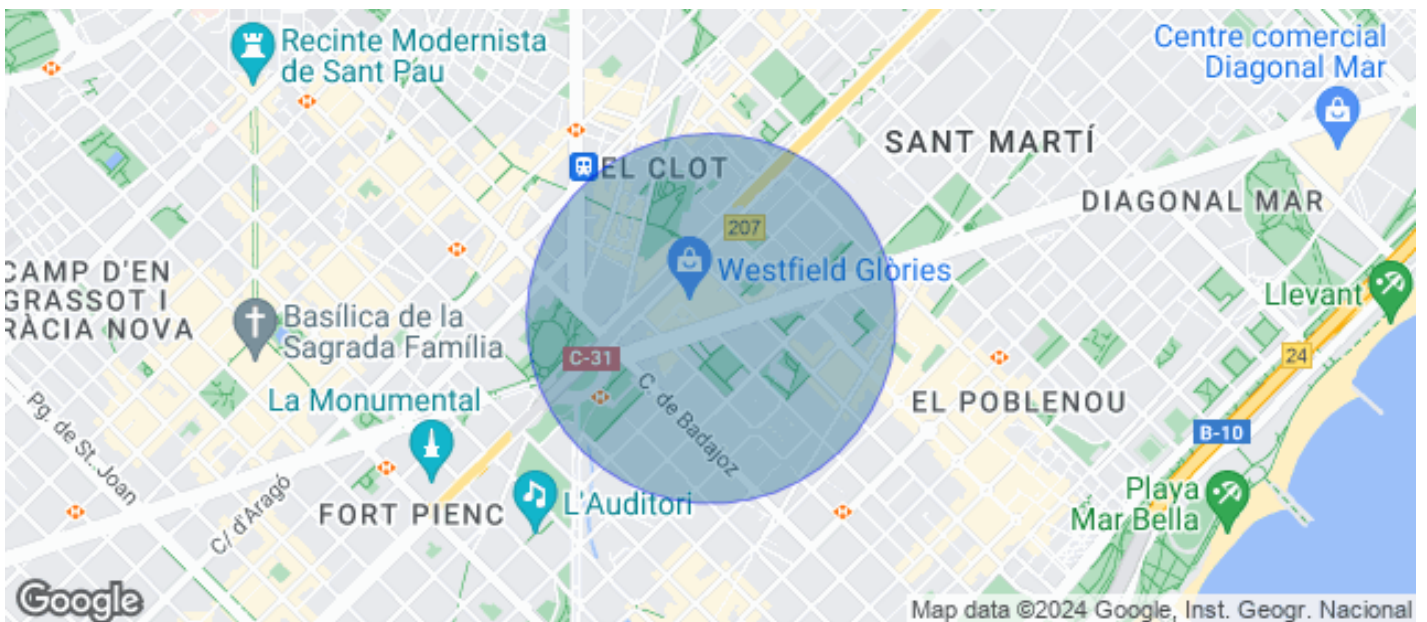 Recinte Modernista
de Sant Pau
Centre comercial
Diagonal Mar
SANT MARTÍ
EL CLOT
DIAGONAL MAR
207
Westfield Glòries
CAMP D'EN
GRASSOT I
RÀCIA NOVA
Llevant
Basílica de la
Sagrada Família
C-31
24
La Monumental
C. de Badajoz
EL POBLENOU
Pg. de St. Joan
B-10
C/ d'Aragó
FORT PIENC
L'Auditori
Playa
Mar Bella
Google
Map data ©2024 Google, Inst. Geogr. Nacional